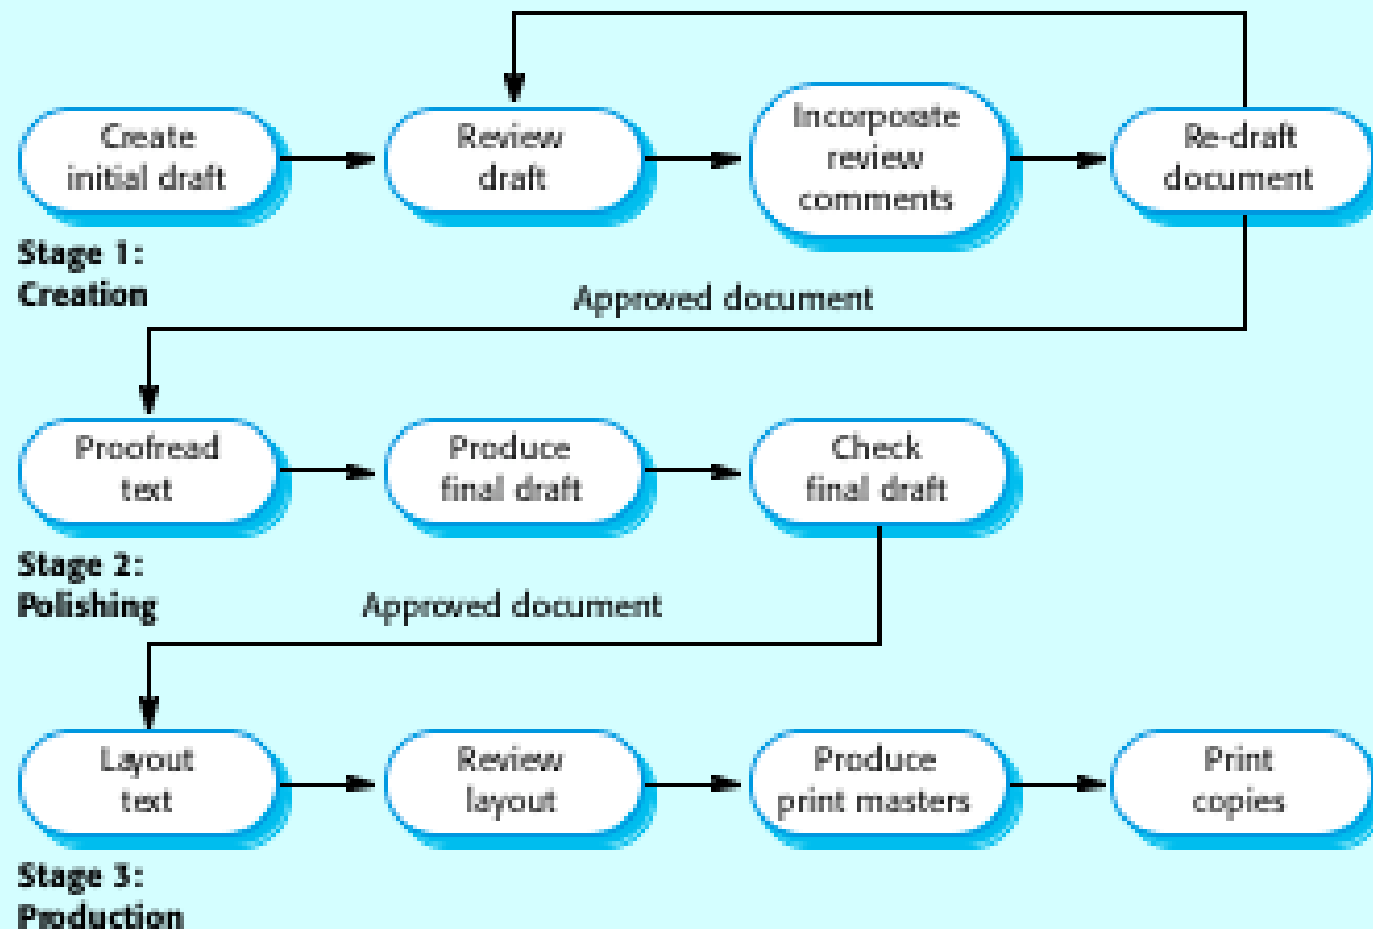 Create
initial draft
Review
draft
Incorporate
review
comments
Re-draft
document
Stage 1:
Creation
Approved document
Proofread
text
Produce
final draft
Check
final draft
Stage 2:
Polishing
Approved document
Layout
text
Review
layout
Produce
print masters
Print
copies
Stage 3:
Production